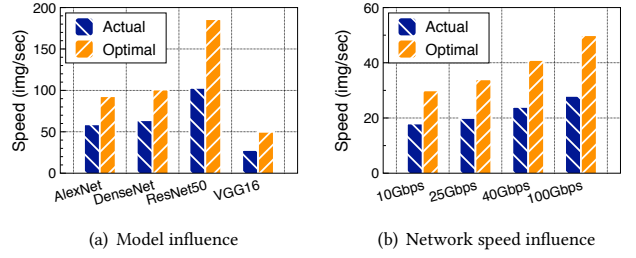 200
150
100
50
0
Speed (img/sec)
Actual
Optimal
AlexNet
DenseNet
ResNet50
VGG16
(a) Model influence
60
40
20
0
Speed (img/sec)
Actual
Optimal
10Gbps
25Gbps
40Gbps
100Gbps
(b) Network speed influence